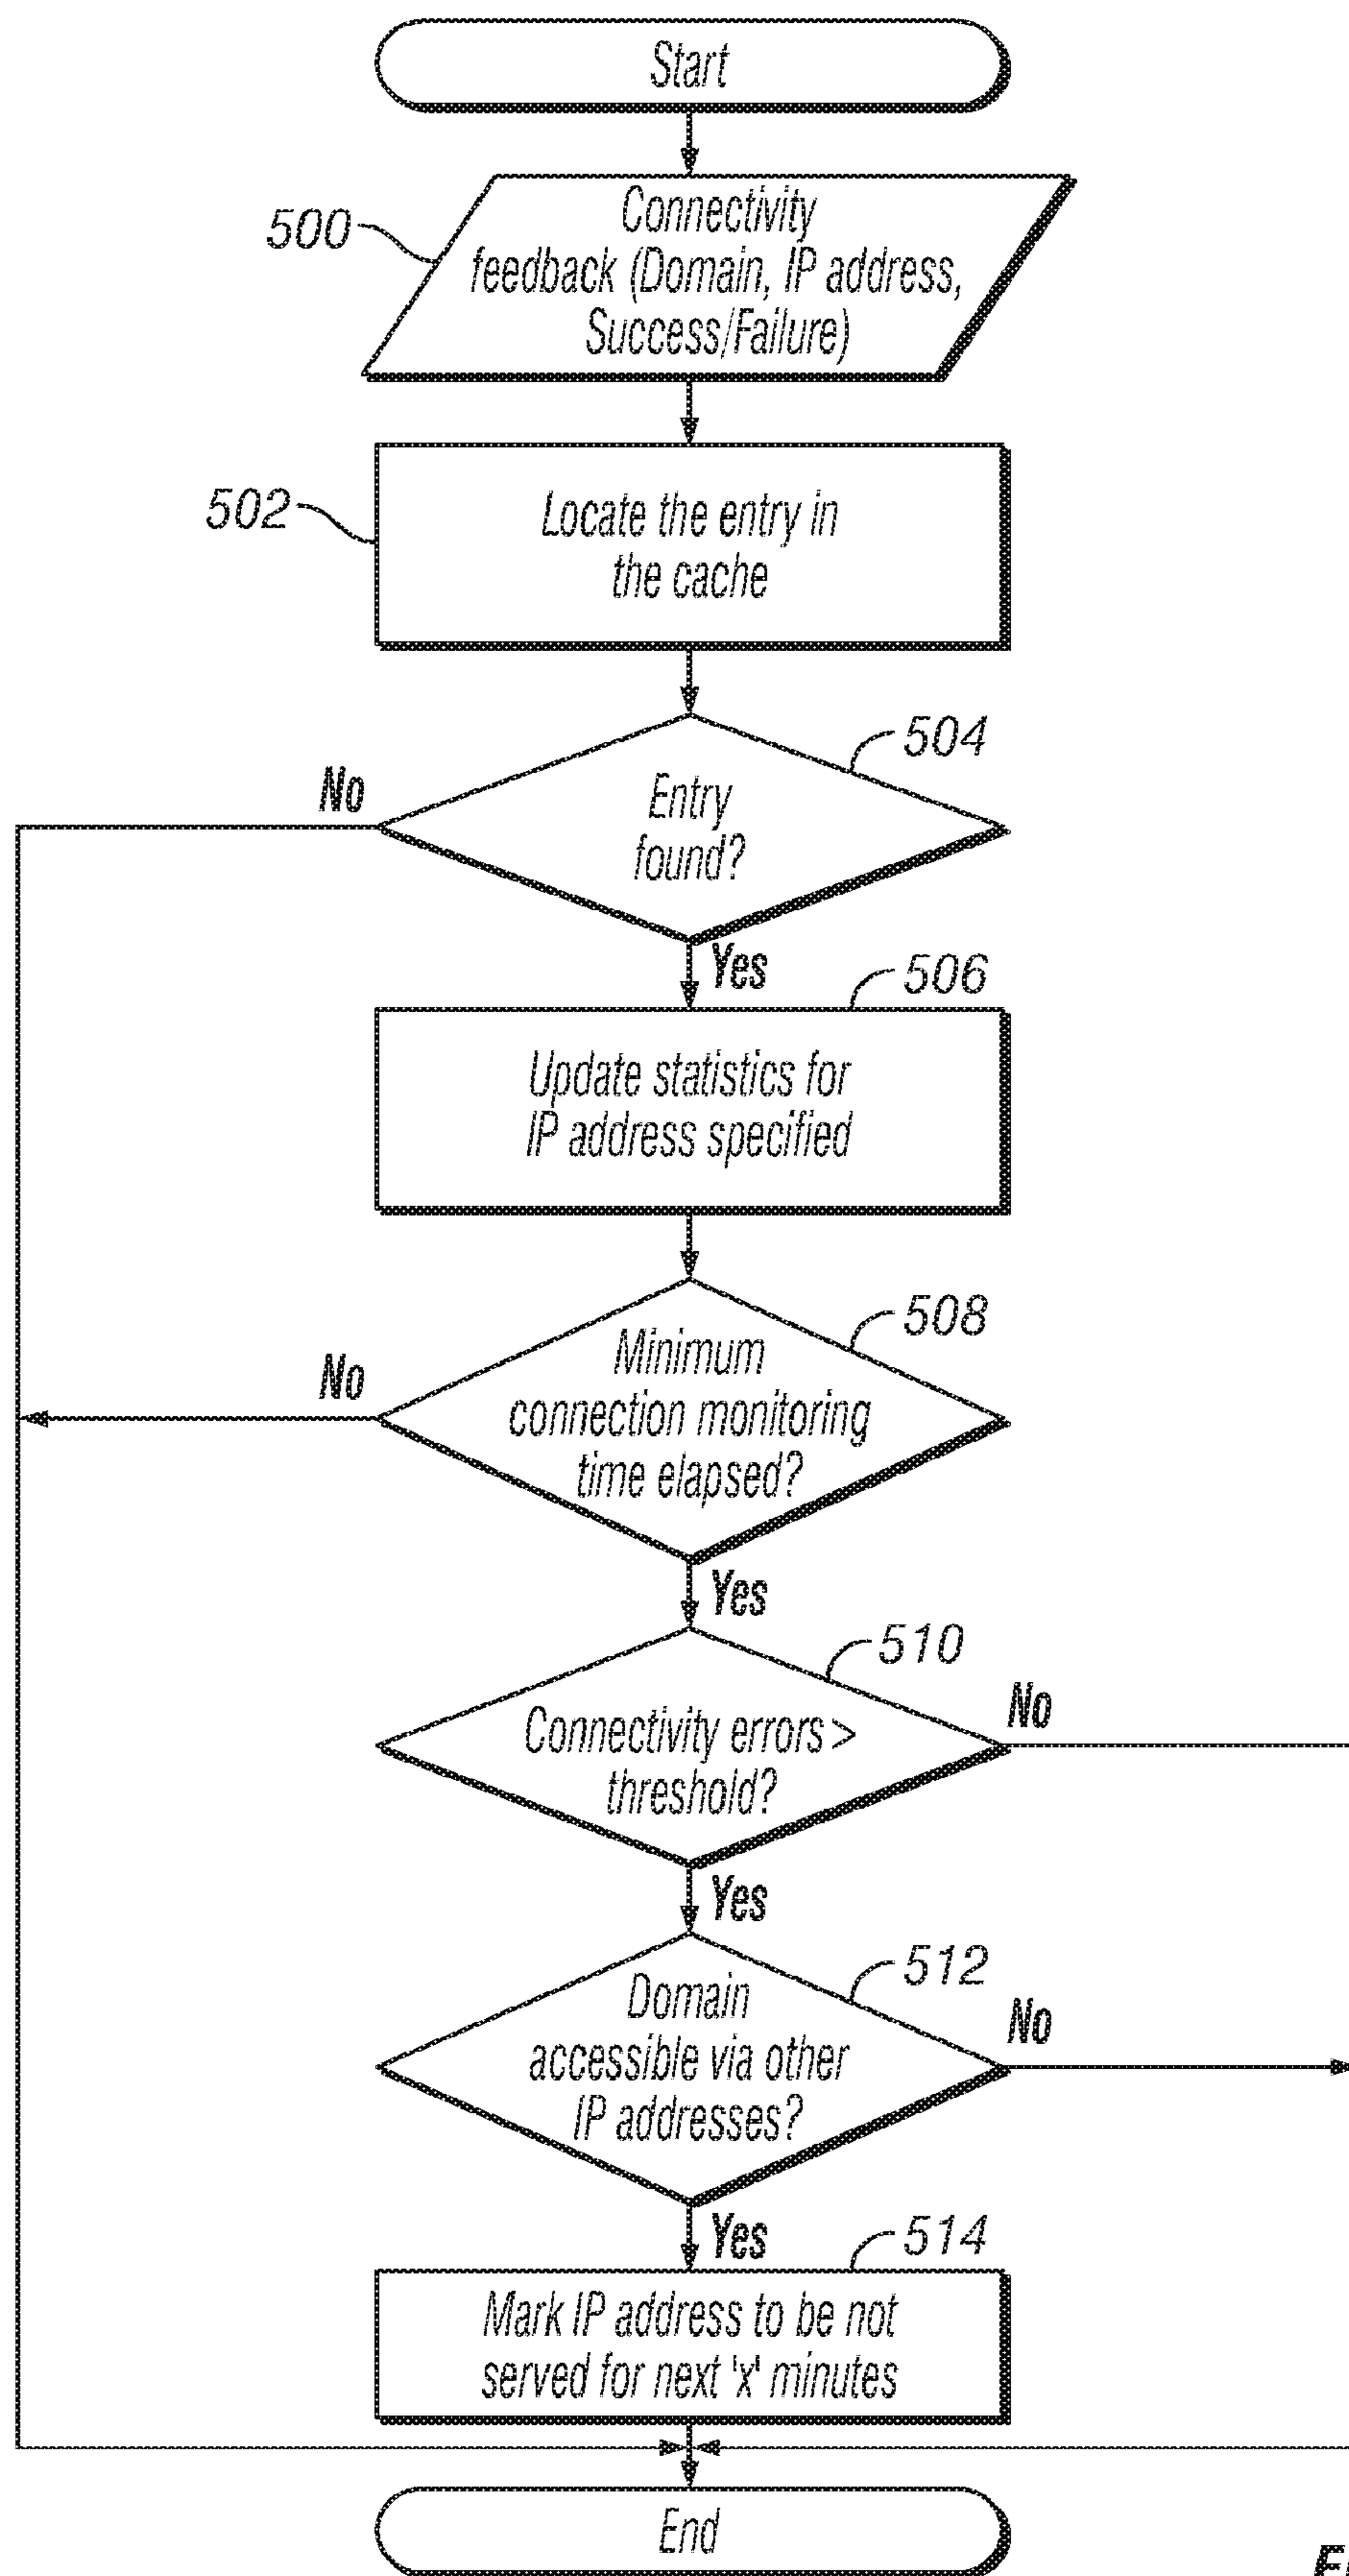 Start
500
Connectivity
feedback (Domain, IP address,
Success/Failure)
502
Locate the entry in
the cache
504
No
Entry
found?
Yes
506
Update statistics for
IP address specified
508
No
Minimum
connection monitoring
time elapsed?
Yes
510
No
Connectivity errors >
threshold?
Yes
512
No
Domain
accessible via other
IP addresses?
Yes
514
Mark IP address to be not
served for next 'x' minutes
End